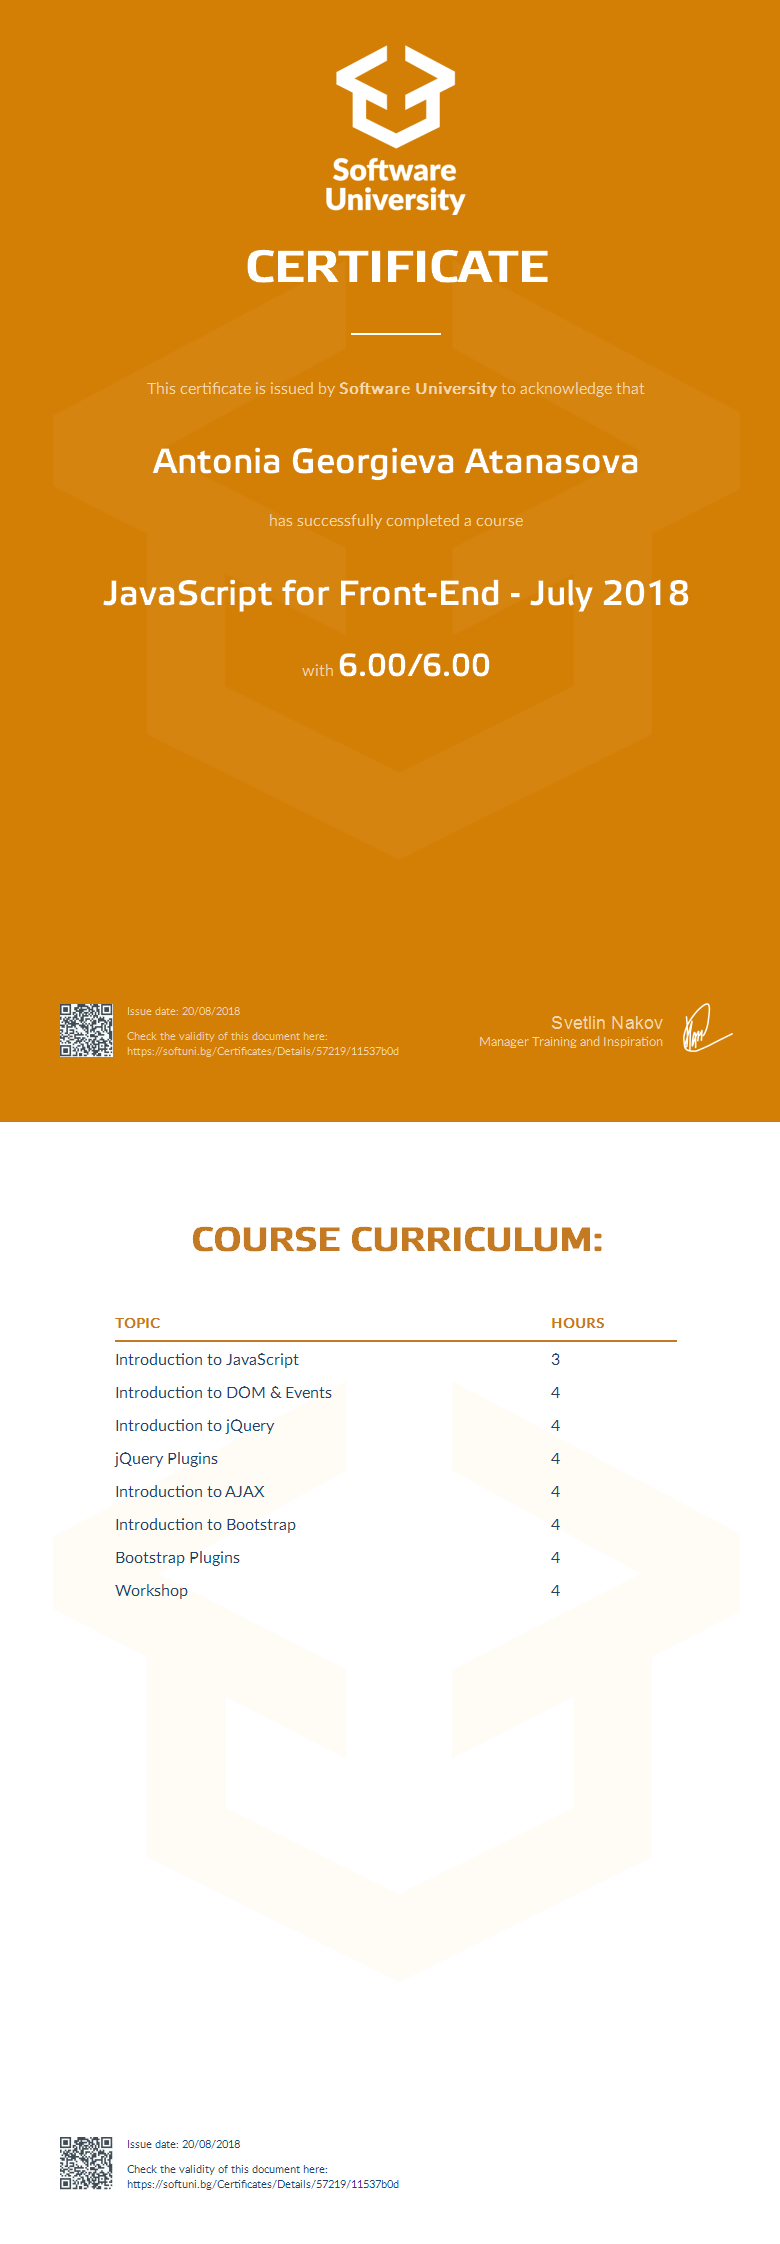 Software
University
CERTIFICATE
This certificate is issued by Software University to acknowledge that
Antonia Georgieva Atanasova
has successfully completed a course
JavaScript for Front-End - July 2018
with 6.00/6.00
Issue date: 20/08/2018
Check the validity of this document here:
https://softuni.bg/Certificates/Details/57219/11537b0d
Svetlin Nakov
Manager Training and Inspiration
COURSE CURRICULUM:
TOPIC HOURS
Introduction to JavaScript 3
Introduction to DOM & Events 4
Introduction to jQuery 4
jQuery Plugins 4
Introduction to AJAX 4
Introduction to Bootstrap 4
Bootstrap Plugins 4
Workshop 4
Issue date: 20/08/2018
Check the validity of this document here:
https://softuni.bg/Certificates/Details/57219/11537b0d